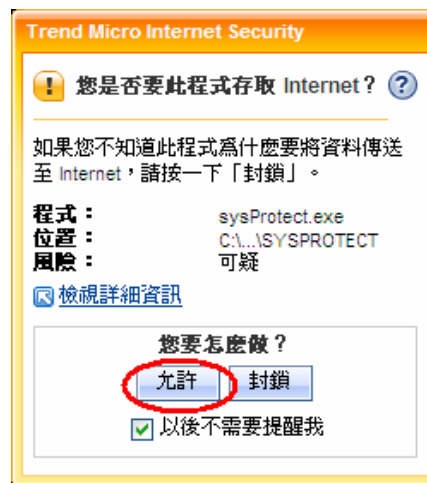 Trend Micro Internet Security
您是否要此程式存取 Internet？
如果您不知道此程式爲什麼要將資料傳送
至 Internet，請按一下「封鎖」。
程式： sysProtect.exe
位置： C:\...\SYSPROTECT
風險： 可疑
檢視詳細資訊
您要怎麼做？
允許 封鎖
以後不需要提醒我